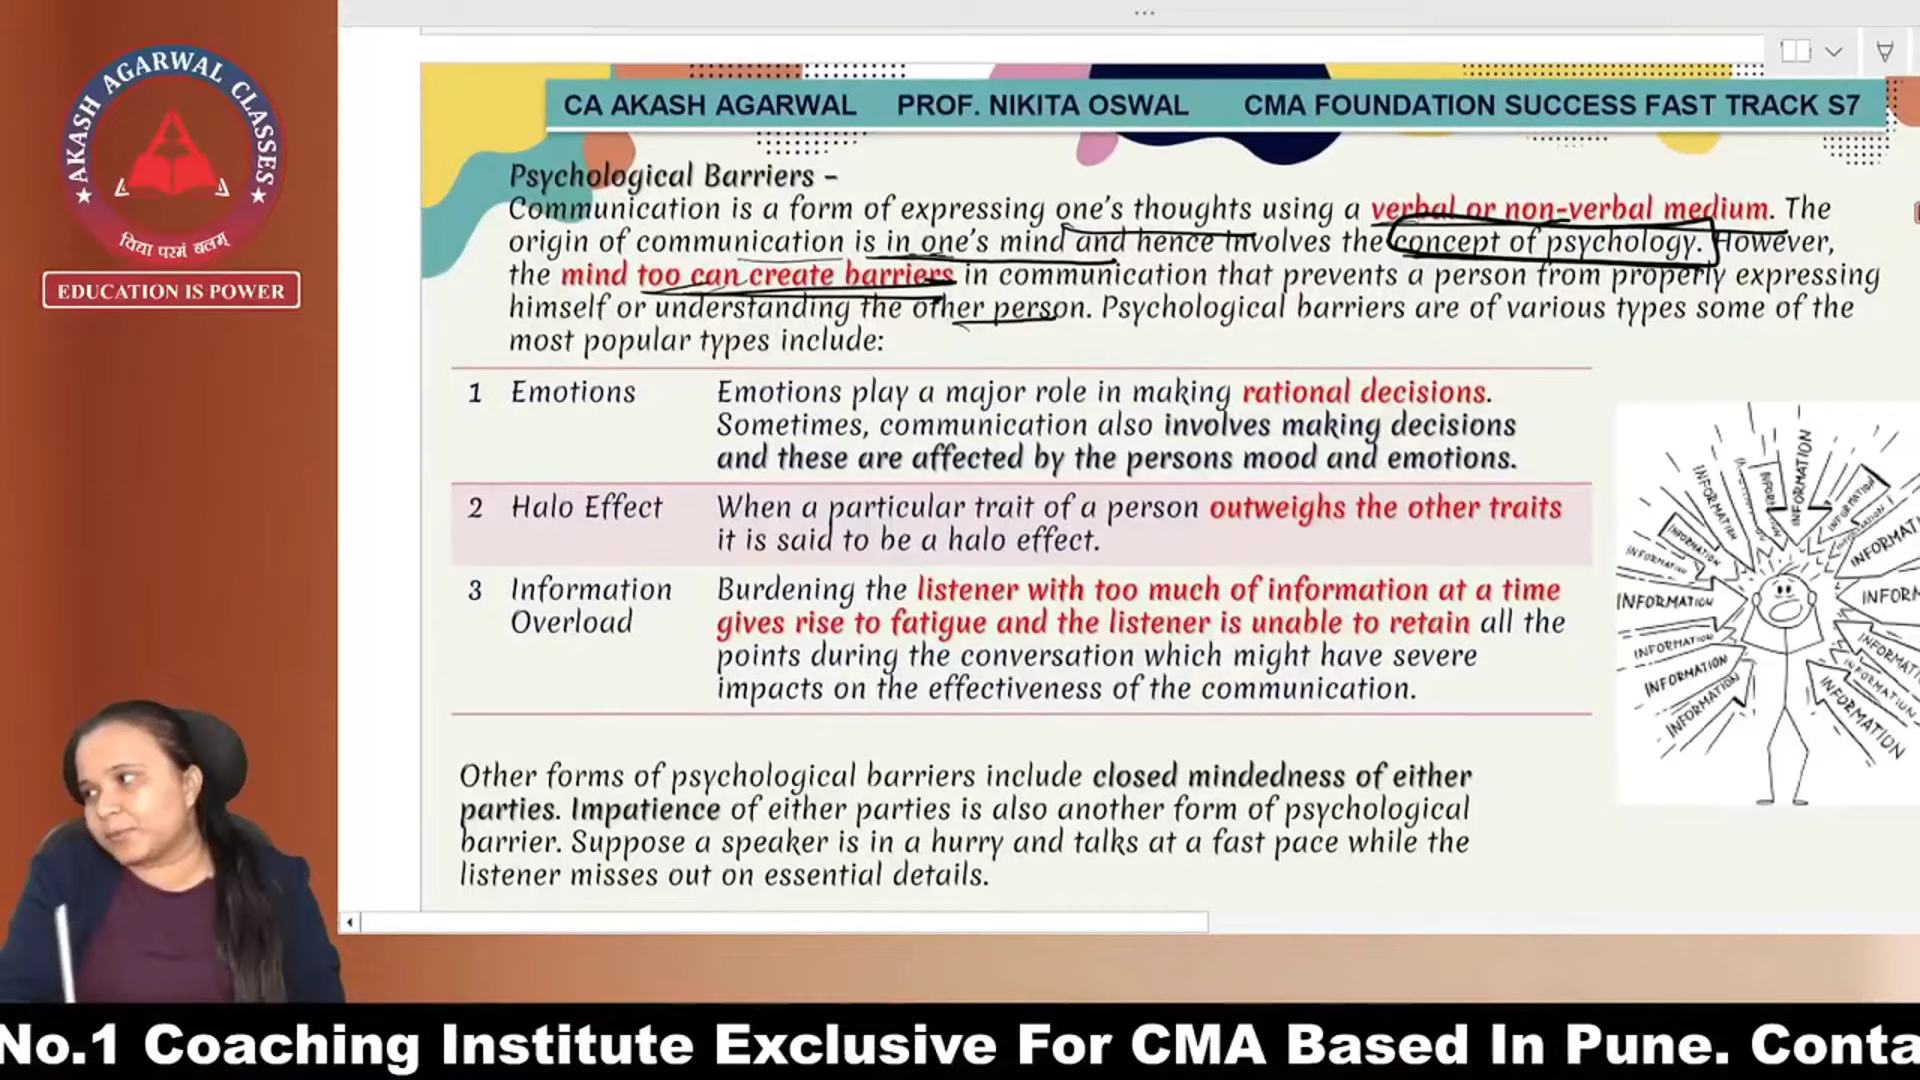 AKASH AGARWAL CLASSES
विद्या परमं बलम्
EDUCATION IS POWER
CA AKASH AGARWAL PROF. NIKITA OSWAL CMA FOUNDATION SUCCESS FAST TRACK S7
Psychological Barriers –
Communication is a form of expressing one's thoughts using a verbal or non-verbal medium. The
origin of communication is in one's mind and hence involves the concept of psychology. However,
the mind too can create barriers in communication that prevents a person from properly expressing
himself or understanding the other person. Psychological barriers are of various types some of the
most popular types include:
1 Emotions Emotions play a major role in making rational decisions.
Sometimes, communication also involves making decisions
and these are affected by the persons mood and emotions.
2 Halo Effect When a particular trait of a person outweighs the other traits
it is said to be a halo effect.
3 Information Overload Burdening the listener with too much of information at a time
gives rise to fatigue and the listener is unable to retain all the
points during the conversation which might have severe
impacts on the effectiveness of the communication.
INFORMATION
INFORMATION
INFORMATION
INFORMATION
INFORMATION
INFORMATION
INFORMATION
INFORMATION
INFORMATION
Other forms of psychological barriers include closed mindedness of either
parties. Impatience of either parties is also another form of psychological
barrier. Suppose a speaker is in a hurry and talks at a fast pace while the
listener misses out on essential details.
No.1 Coaching Institute Exclusive For CMA Based In Pune. Conta